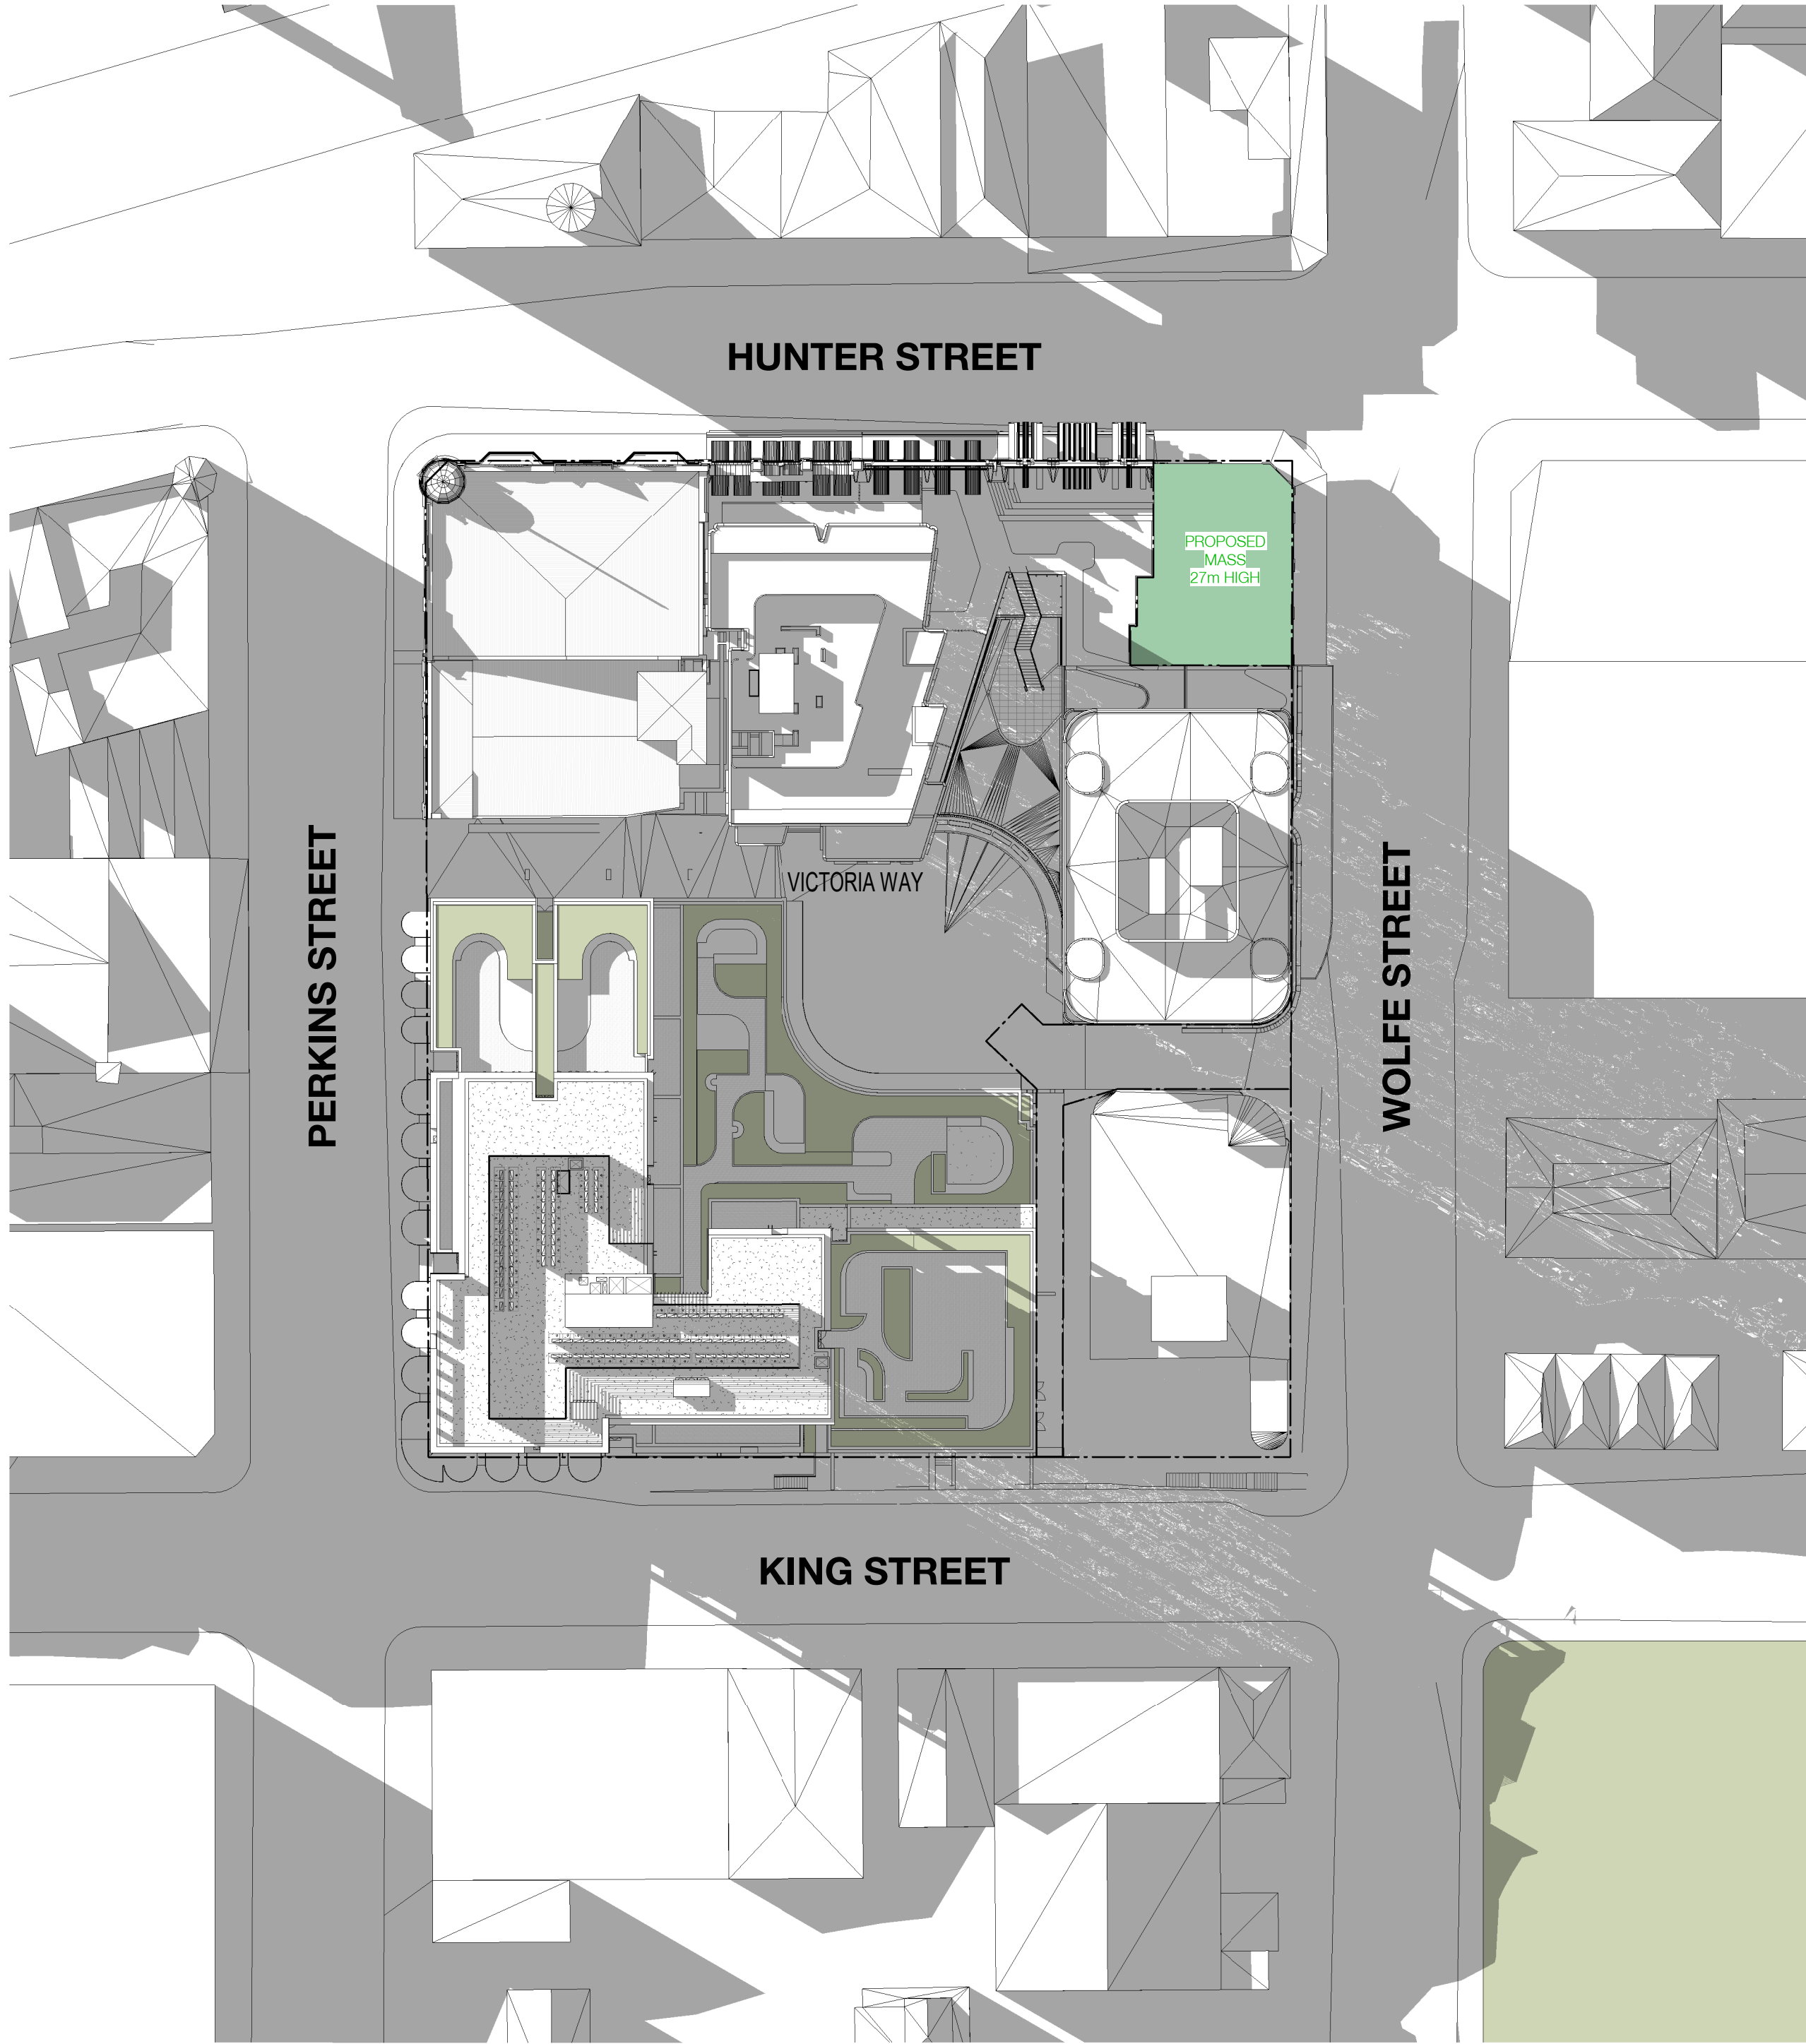 HUNTER STREET
PROPOSED
MASS
27m HIGH
PERKINS STREET
VICTORIA WAY
WOLFE STREET
KING STREET